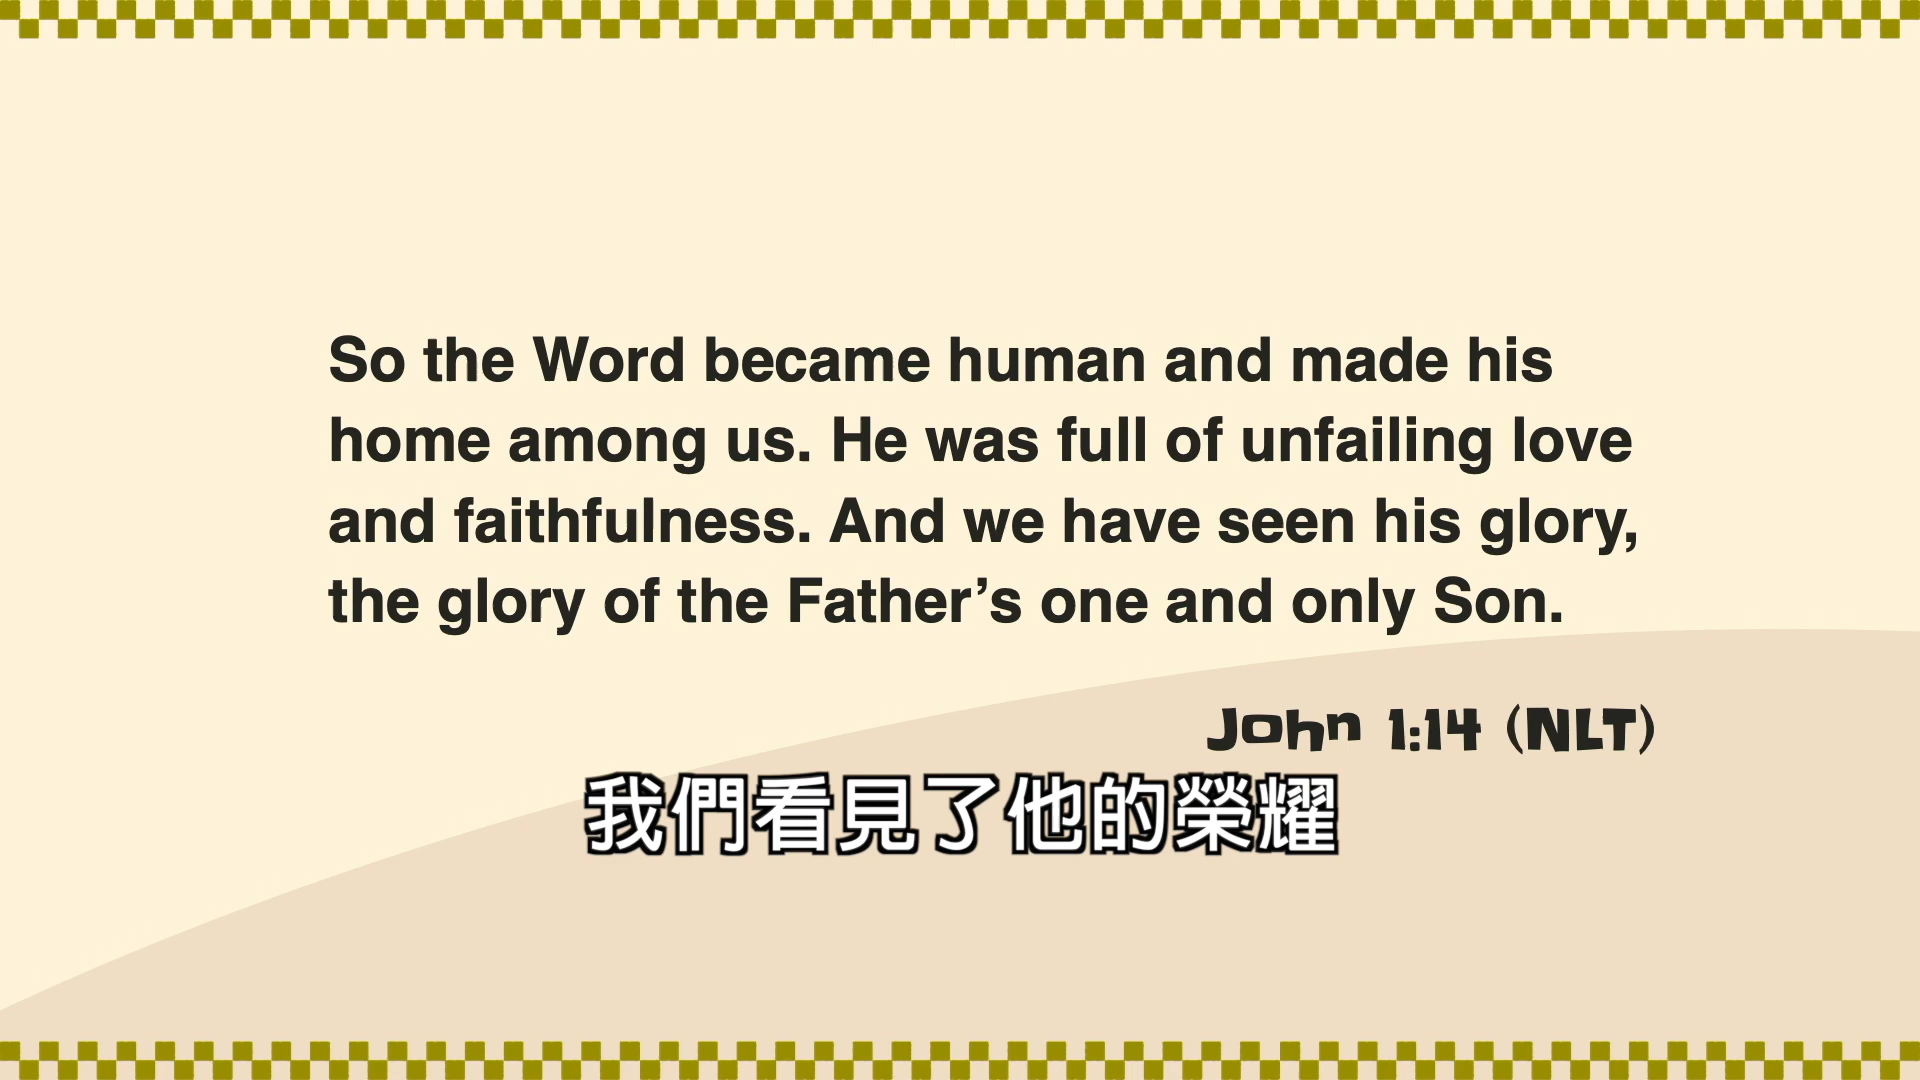 So the Word became human and made his
home among us. He was full of unfailing love
and faithfulness. And we have seen his glory,
the glory of the Father’s one and only Son.
John 1:14 (NLT)
我們看見了他的榮耀